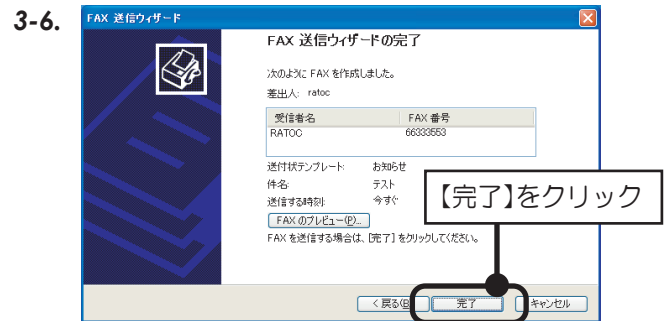 3-6.
FAX 送信ウィザード
FAX 送信ウィザードの完了
次のように FAX を作成しました。
差出人: ratoc
受信者名 FAX 番号
RATOC 66333553
送付状テンプレート: お知らせ
件名: テスト
送信する時刻: 今すぐ
【完了】をクリック
FAX のプレビュー(P)...
FAX を送信する場合は、[完了] をクリックしてください。
< 戻る(B) 完了 キャンセル